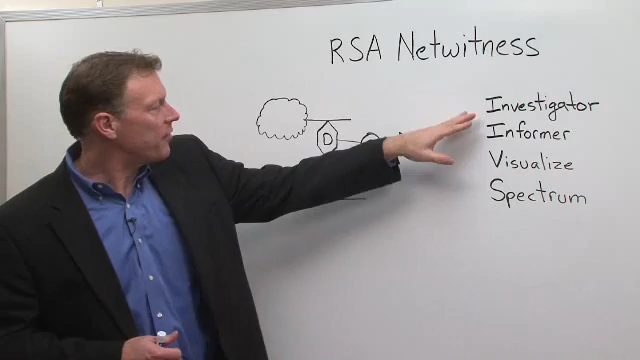 RSA Netwitness
Investigator
D
Informer
Visualize
Spectrum